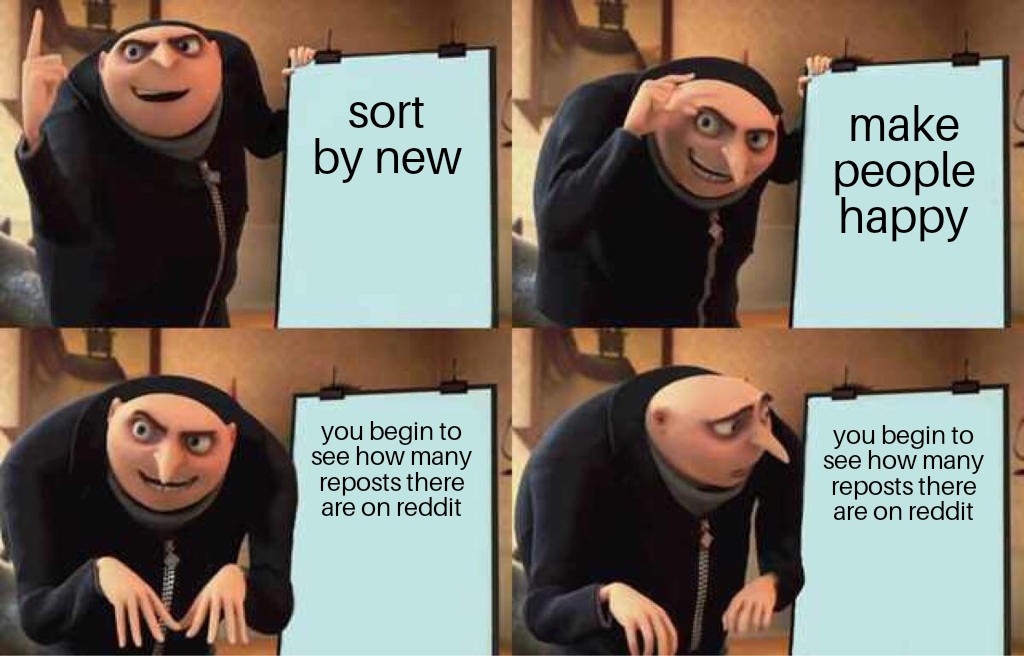 sort
by new
make
people
happy
you begin to
see how many
reposts there
are on reddit
you begin to
see how many
reposts there
are on reddit